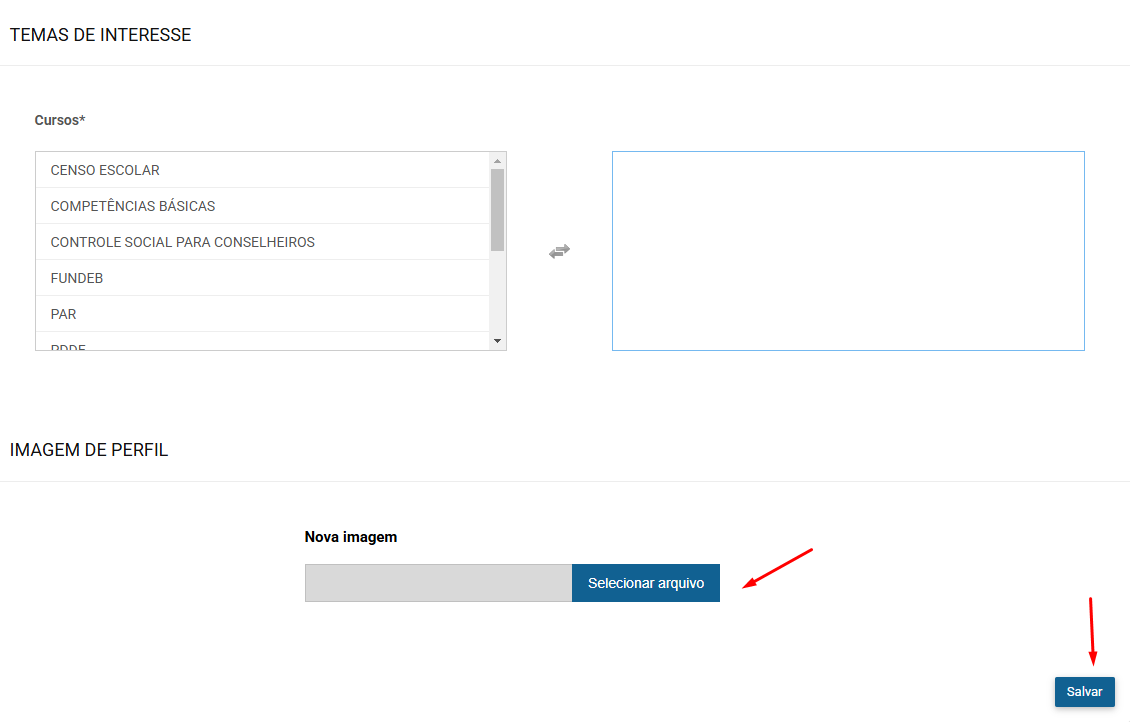 TEMAS DE INTERESSE
Cursos*
CENSO ESCOLAR
COMPETÊNCIAS BÁSICAS
CONTROLE SOCIAL PARA CONSELHEIROS
FUNDEB
PAR
PDDE
IMAGEM DE PERFIL
Nova imagem
Selecionar arquivo
Salvar